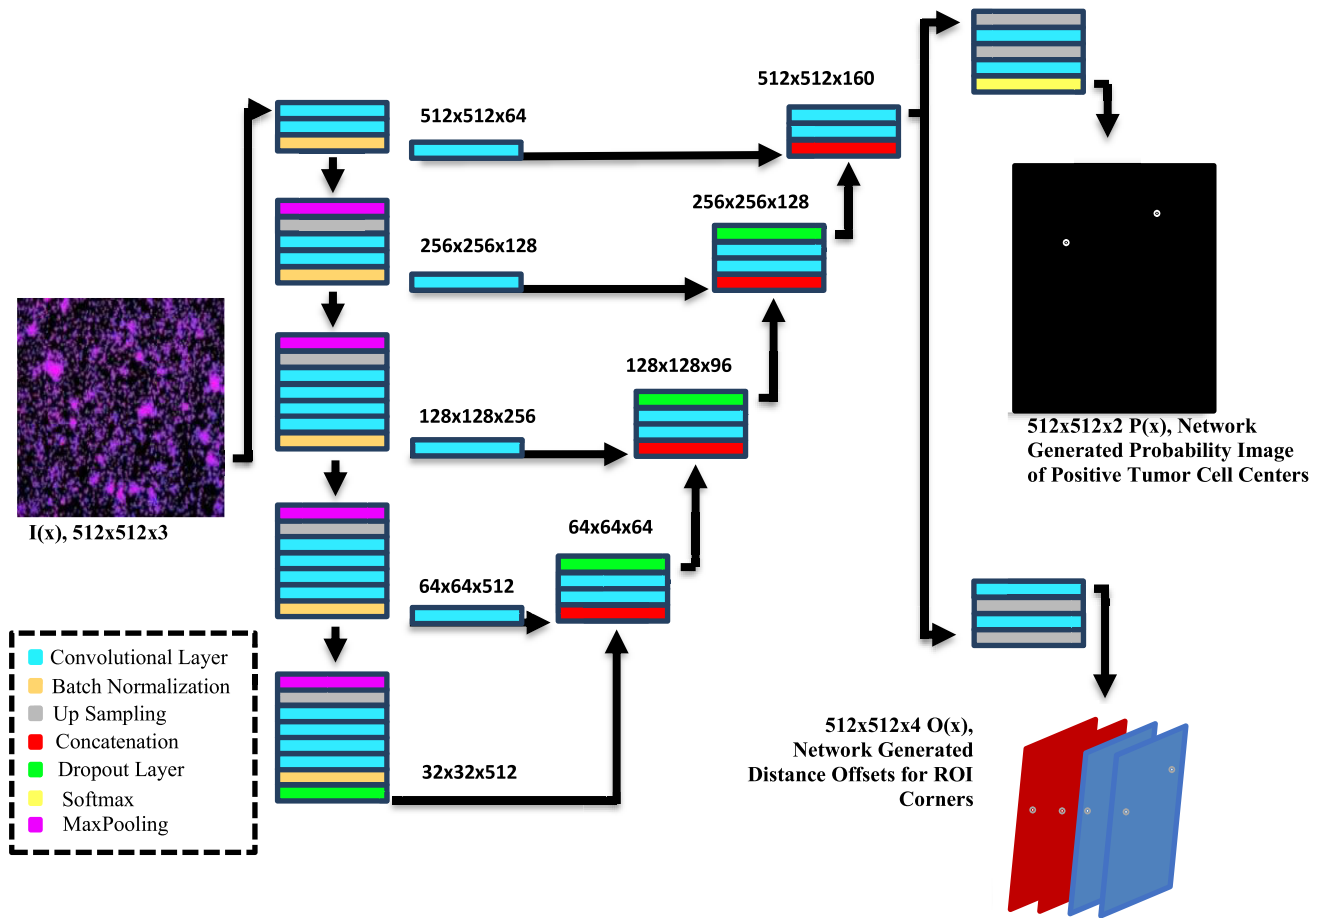 512x512x160
512x512x64
256x256x128
256x256x128
128x128x96
128x128x256
512x512x2 P(x), Network
Generated Probability Image
of Positive Tumor Cell Centers
I(x), 512x512x3
64x64x64
64x64x512
Convolutional Layer
Batch Normalization
Up Sampling
Concatenation
Dropout Layer
Softmax
MaxPooling
32x32x512
512x512x4 O(x),
Network Generated
Distance Offsets for ROI
Corners